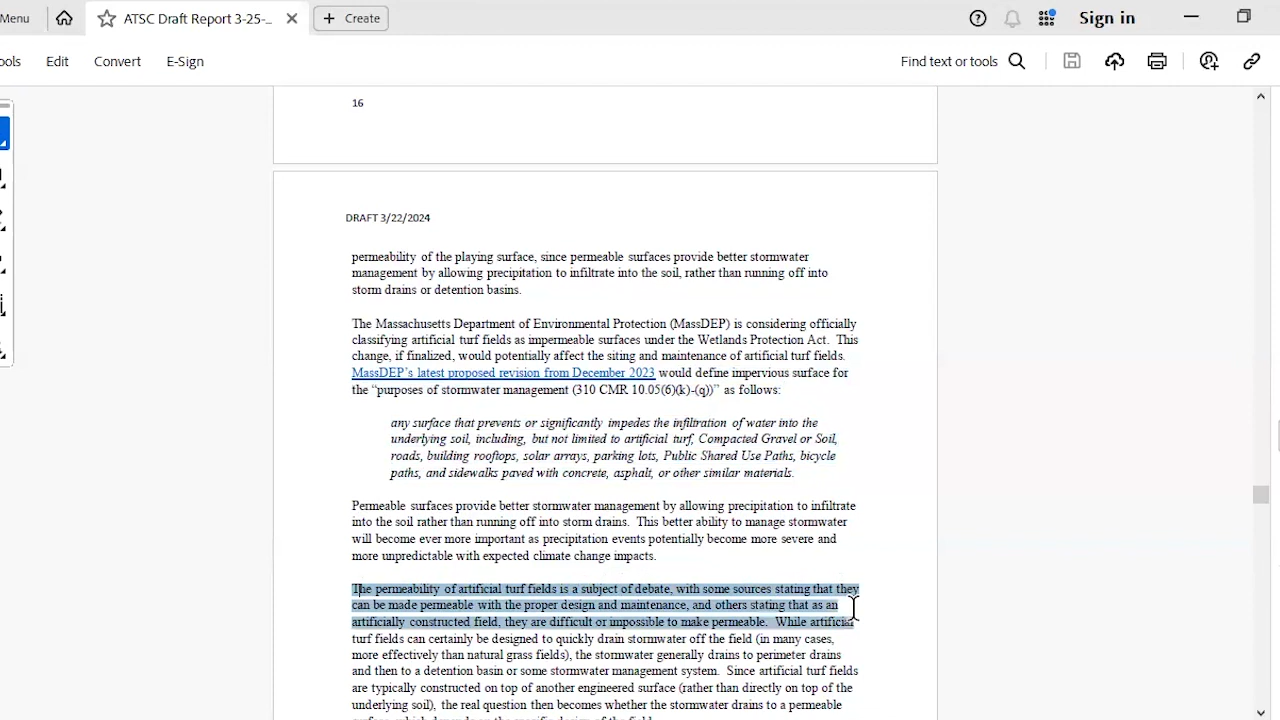 Menu
ATSC Draft Report 3-25-_
Create
Sign in
ools
Edit
Convert
E-Sign
Find text or tools
16
DRAFT 3/22/2024
permeability of the playing surface, since permeable surfaces provide better stormwater
management by allowing precipitation to infiltrate into the soil, rather than running off into
storm drains or detention basins.
The Massachusetts Department of Environmental Protection (MassDEP) is considering officially
classifying artificial turf fields as impermeable surfaces under the Wetlands Protection Act. This
change, if finalized, would potentially affect the siting and maintenance of artificial turf fields.
MassDEP's latest proposed revision from December 2023 would define impervious surface for
the “purposes of stormwater management (310 CMR 10.05(6)(k)-(q))” as follows:
any surface that prevents or significantly impedes the infiltration of water into the
underlying soil, including, but not limited to artificial turf, Compacted Gravel or Soil,
roads, building rooftops, solar arrays, parking lots, Public Shared Use Paths, bicycle
paths, and sidewalks paved with concrete, asphalt, or other similar materials.
Permeable surfaces provide better stormwater management by allowing precipitation to infiltrate
into the soil rather than running off into storm drains. This better ability to manage stormwater
will become ever more important as precipitation events potentially become more severe and
more unpredictable with expected climate change impacts.
The permeability of artificial turf fields is a subject of debate, with some sources stating that they
can be made permeable with the proper design and maintenance, and others stating that as an
artificially constructed field, they are difficult or impossible to make permeable. While artificial
turf fields can certainly be designed to quickly drain stormwater off the field (in many cases,
more effectively than natural grass fields), the stormwater generally drains to perimeter drains
and then to a detention basin or some stormwater management system. Since artificial turf fields
are typically constructed on top of another engineered surface (rather than directly on top of the
underlying soil), the real question then becomes whether the stormwater drains to a permeable